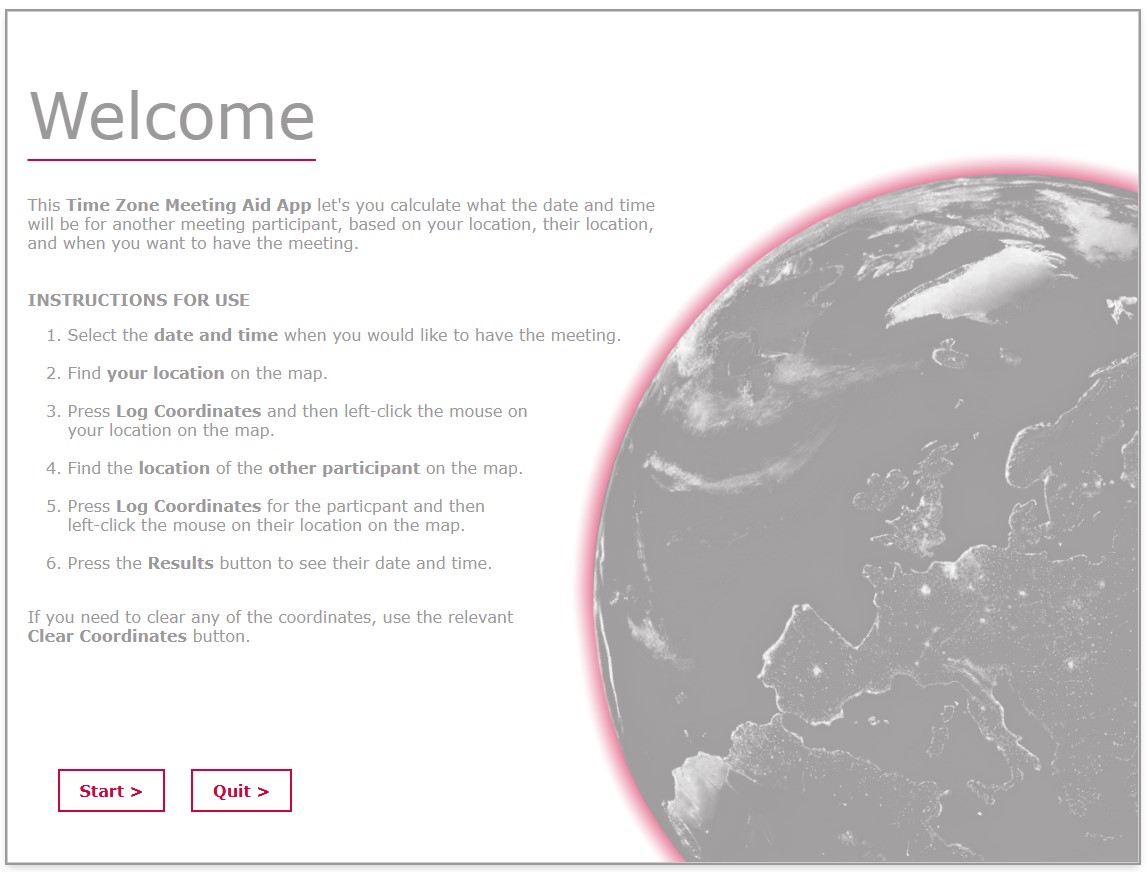 Welcome
This Time Zone Meeting Aid App let's you calculate what the date and time
will be for another meeting participant, based on your location, their location,
and when you want to have the meeting.
INSTRUCTIONS FOR USE
1. Select the date and time when you would like to have the meeting.
2. Find your location on the map.
3. Press Log Coordinates and then left-click the mouse on
your location on the map.
4. Find the location of the other participant on the map.
5. Press Log Coordinates for the particpant and then
left-click the mouse on their location on the map.
6. Press the Results button to see their date and time.
If you need to clear any of the coordinates, use the relevant
Clear Coordinates button.
Start > Quit >